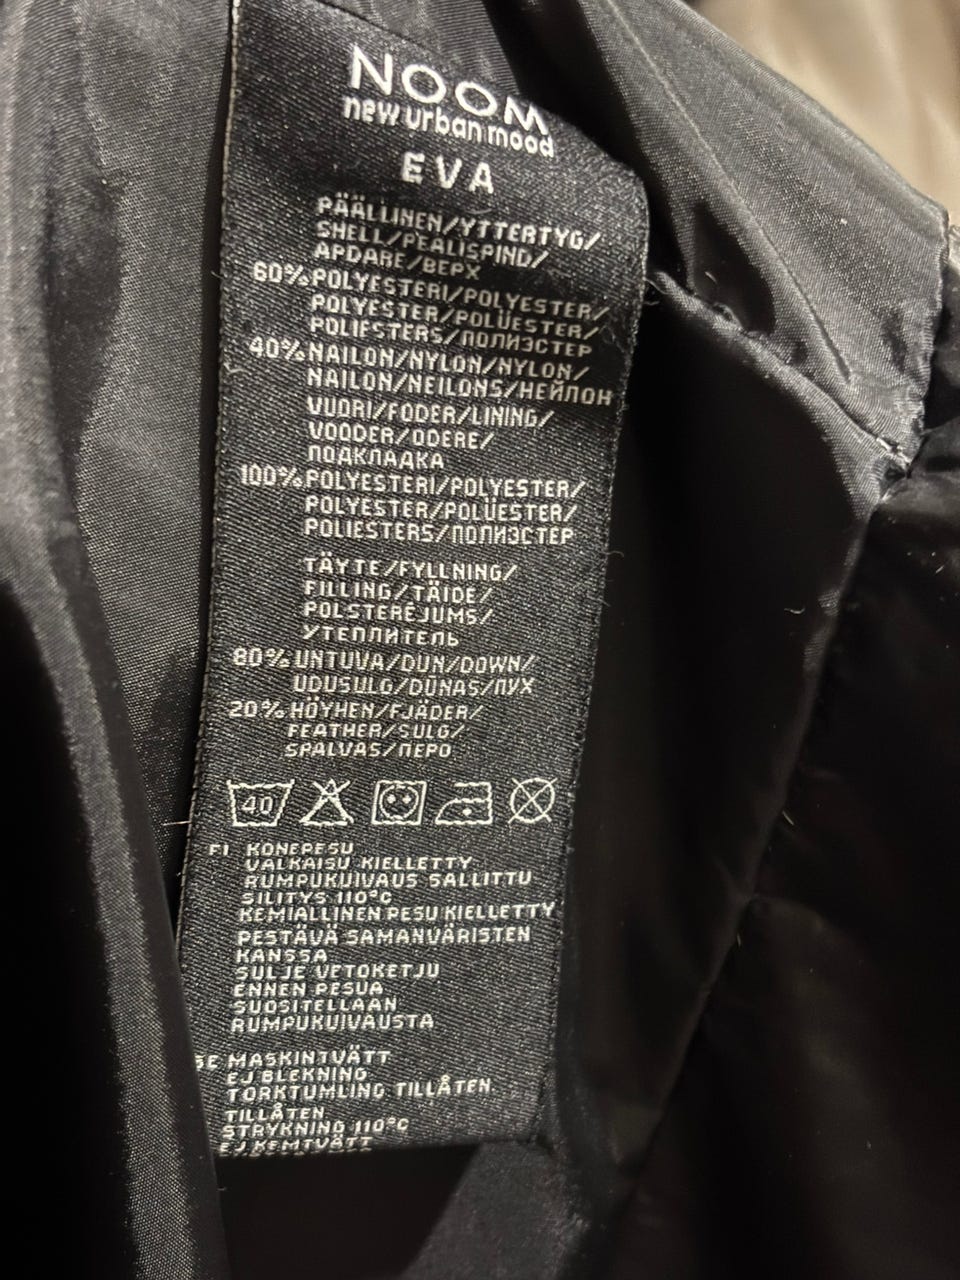 NOOM
new urban mood
EVA
PÄÄLLINEN/YTTERTYG/
SHELL/PEALISPIND/
APDARE/ВЕРХ
60% POLYESTERI/POLYESTER/
POLYESTER/POLÜESTER/
POLIESTERS/ПОЛИЭСТЕР
40% NAILON/NYLON/NYLON/
NAILON/NEILONS/НЕЙЛОН
VUORI/FODER/LINING/
VOODER/ODERE/
ПОДКЛАДКА
100% POLYESTERI/POLYESTER/
POLYESTER/POLÜESTER/
POLIESTERS/ПОЛИЭСТЕР
TÄYTE/FYLLNING/
FILLING/TÄIDE/
POLSTERĒJUMS/
УТЕПЛИТЕЛЬ
80% UNTUVA/DUN/DOWN/
UDUSULG/DŪNAS/ПУХ
20% HÖYHEN/FJÄDER/
FEATHER/SULG/
SPALVAS/ПЕРО
40
FI KONEPESU
VALKAISU KIELLETTY
RUMPUKUIVAUS SALLITTU
SILITYS 110°C
KEMIALLINEN PESU KIELLETTY
PESTÄVÄ SAMANVÄRISTEN
KANSSA
SULJE VETOKETJU
ENNEN PESUA
SUOSITELLAAN
RUMPUKUIVAUSTA
SE MASKINTVÄTT
EJ BLEKNING
TORKTUMLING TILLÅTEN
TILLÅTEN
STRYKNING 110°C
EJ KEMTVÄTT